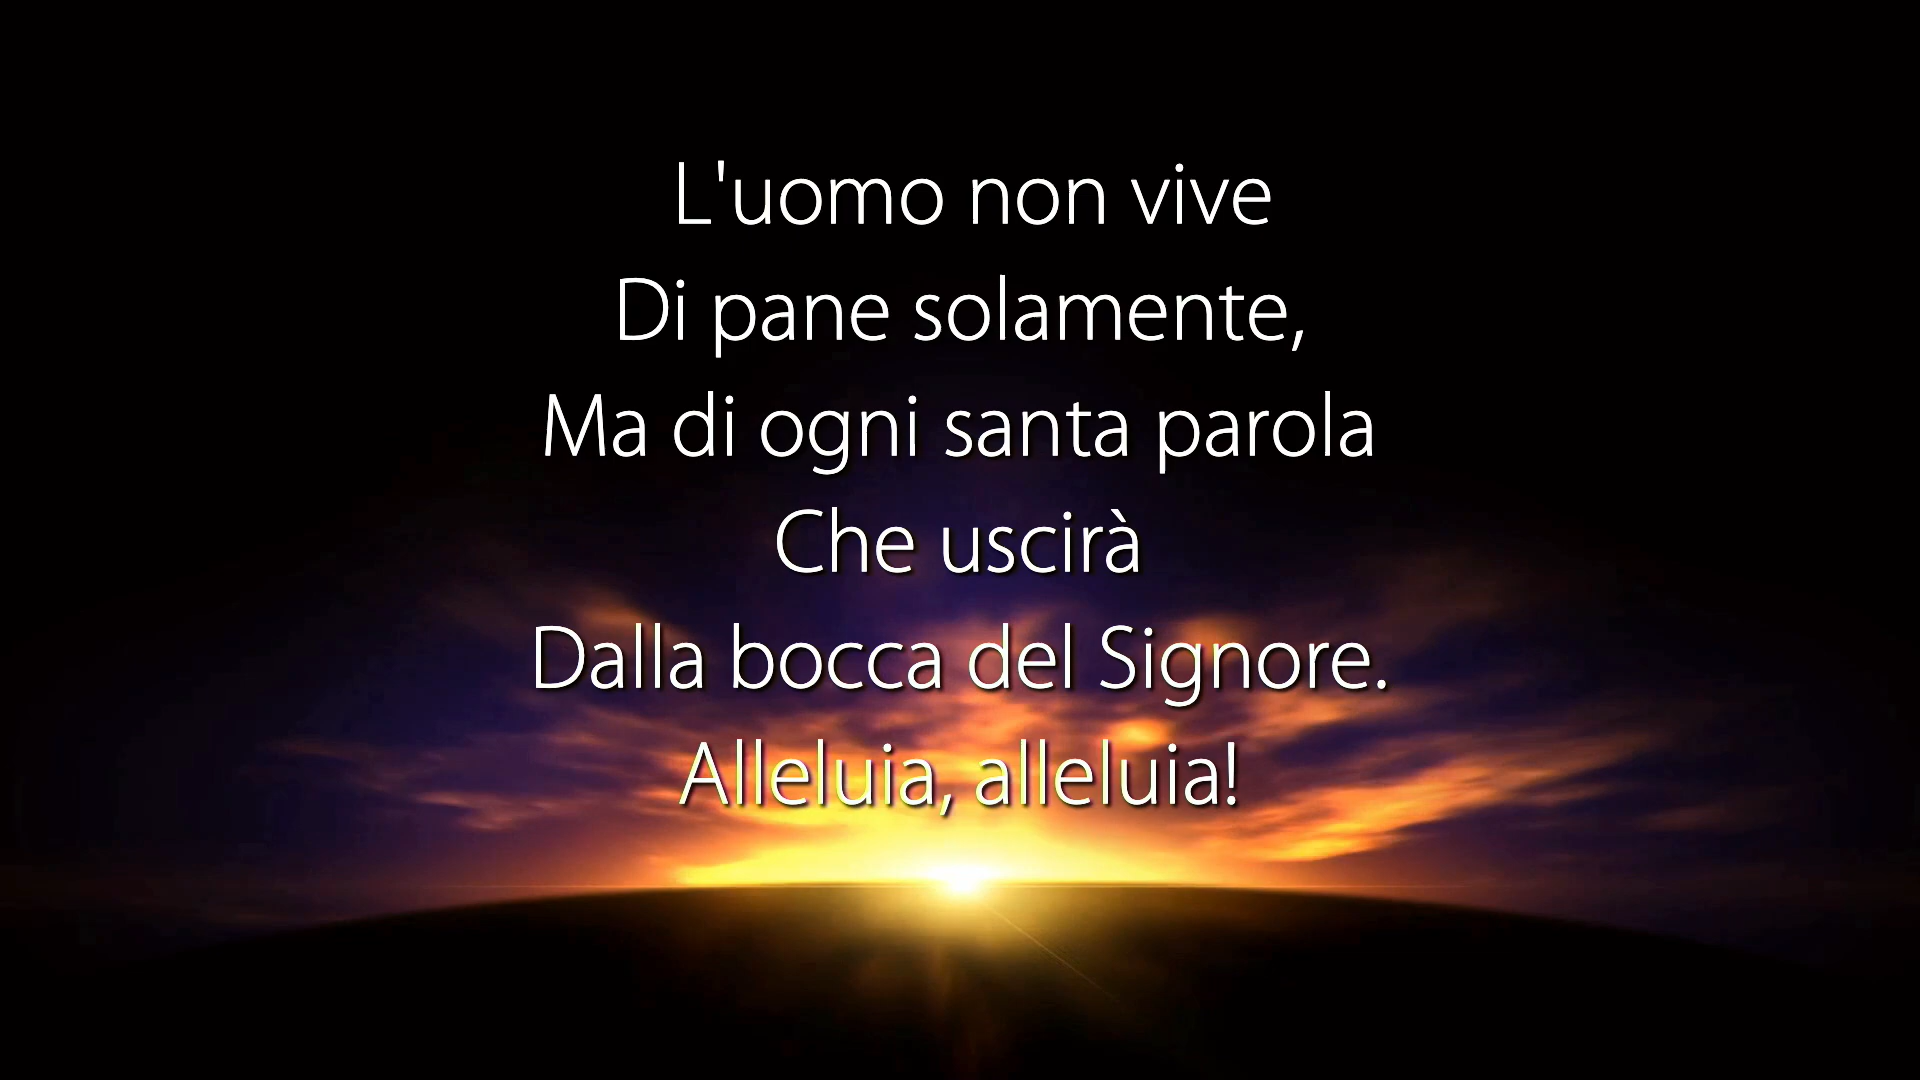 L'uomo non vive
Di pane solamente,
Ma di ogni santa parola
Che uscirà
Dalla bocca del Signore.
Alleluia, alleluia!